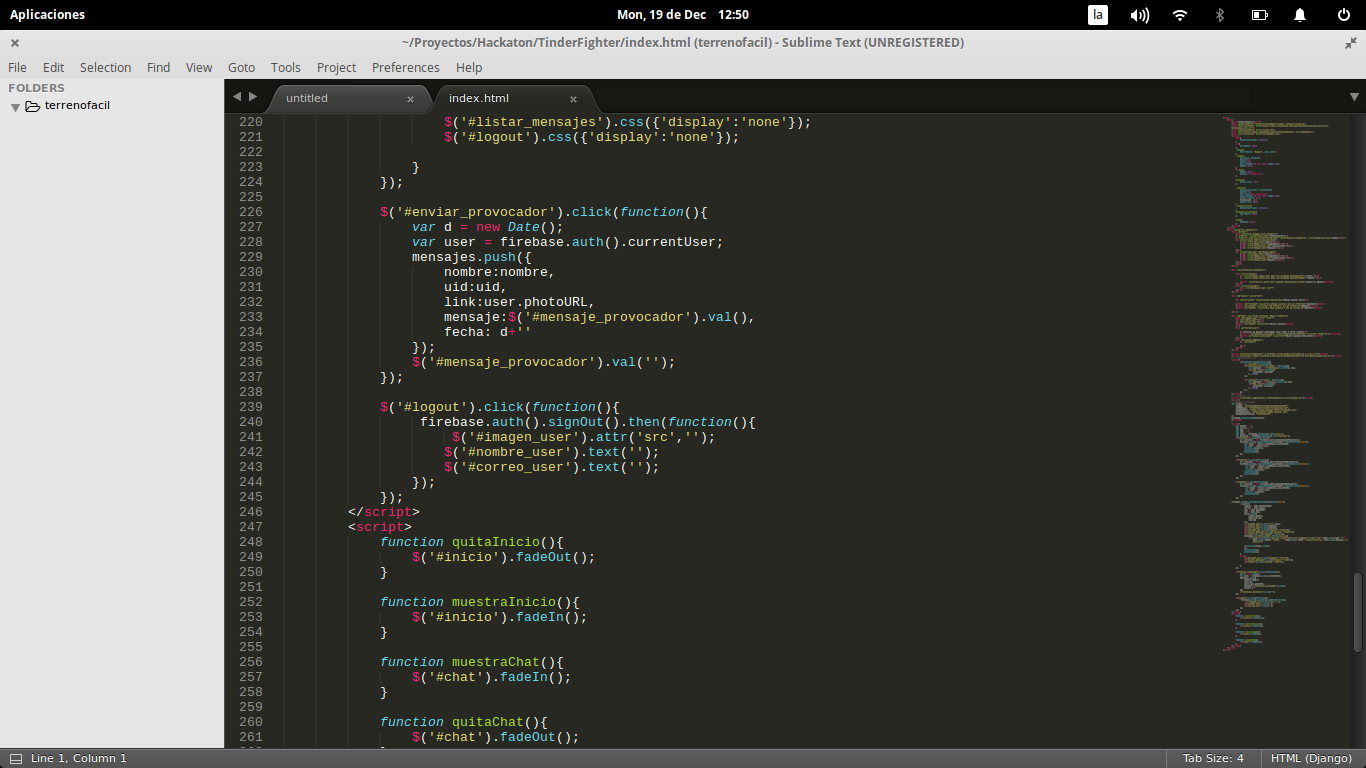 Aplicaciones
Mon, 19 de Dec 12:50
la
~/Proyectos/Hackaton/TinderFighter/index.html (terrenofacil) - Sublime Text (UNREGISTERED)
File Edit Selection Find View Goto Tools Project Preferences Help
FOLDERS
terrenofacil
untitled
index.html
220 $('#listar_mensajes').css({'display':'none'});
221 $('#logout').css({'display':'none'});
222
223 }
224 });
225
226 $('#enviar_provocador').click(function(){
227 var d = new Date();
228 var user = firebase.auth().currentUser;
229 mensajes.push({
230 nombre:nombre,
231 uid:uid,
232 link:user.photoURL,
233 mensaje:$('#mensaje_provocador').val(),
234 fecha: d+''
235 });
236 $('#mensaje_provocador').val('');
237 });
238
239 $('#logout').click(function(){
240 firebase.auth().signOut().then(function(){
241 $('#imagen_user').attr('src','');
242 $('#nombre_user').text('');
243 $('#correo_user').text('');
244 });
245 });
246 </script>
247 <script>
248 function quitaInicio(){
249 $('#inicio').fadeOut();
250 }
251
252 function muestraInicio(){
253 $('#inicio').fadeIn();
254 }
255
256 function muestraChat(){
257 $('#chat').fadeIn();
258 }
259
260 function quitaChat(){
261 $('#chat').fadeOut();
Line 1, Column 1
Tab Size: 4
HTML (Django)